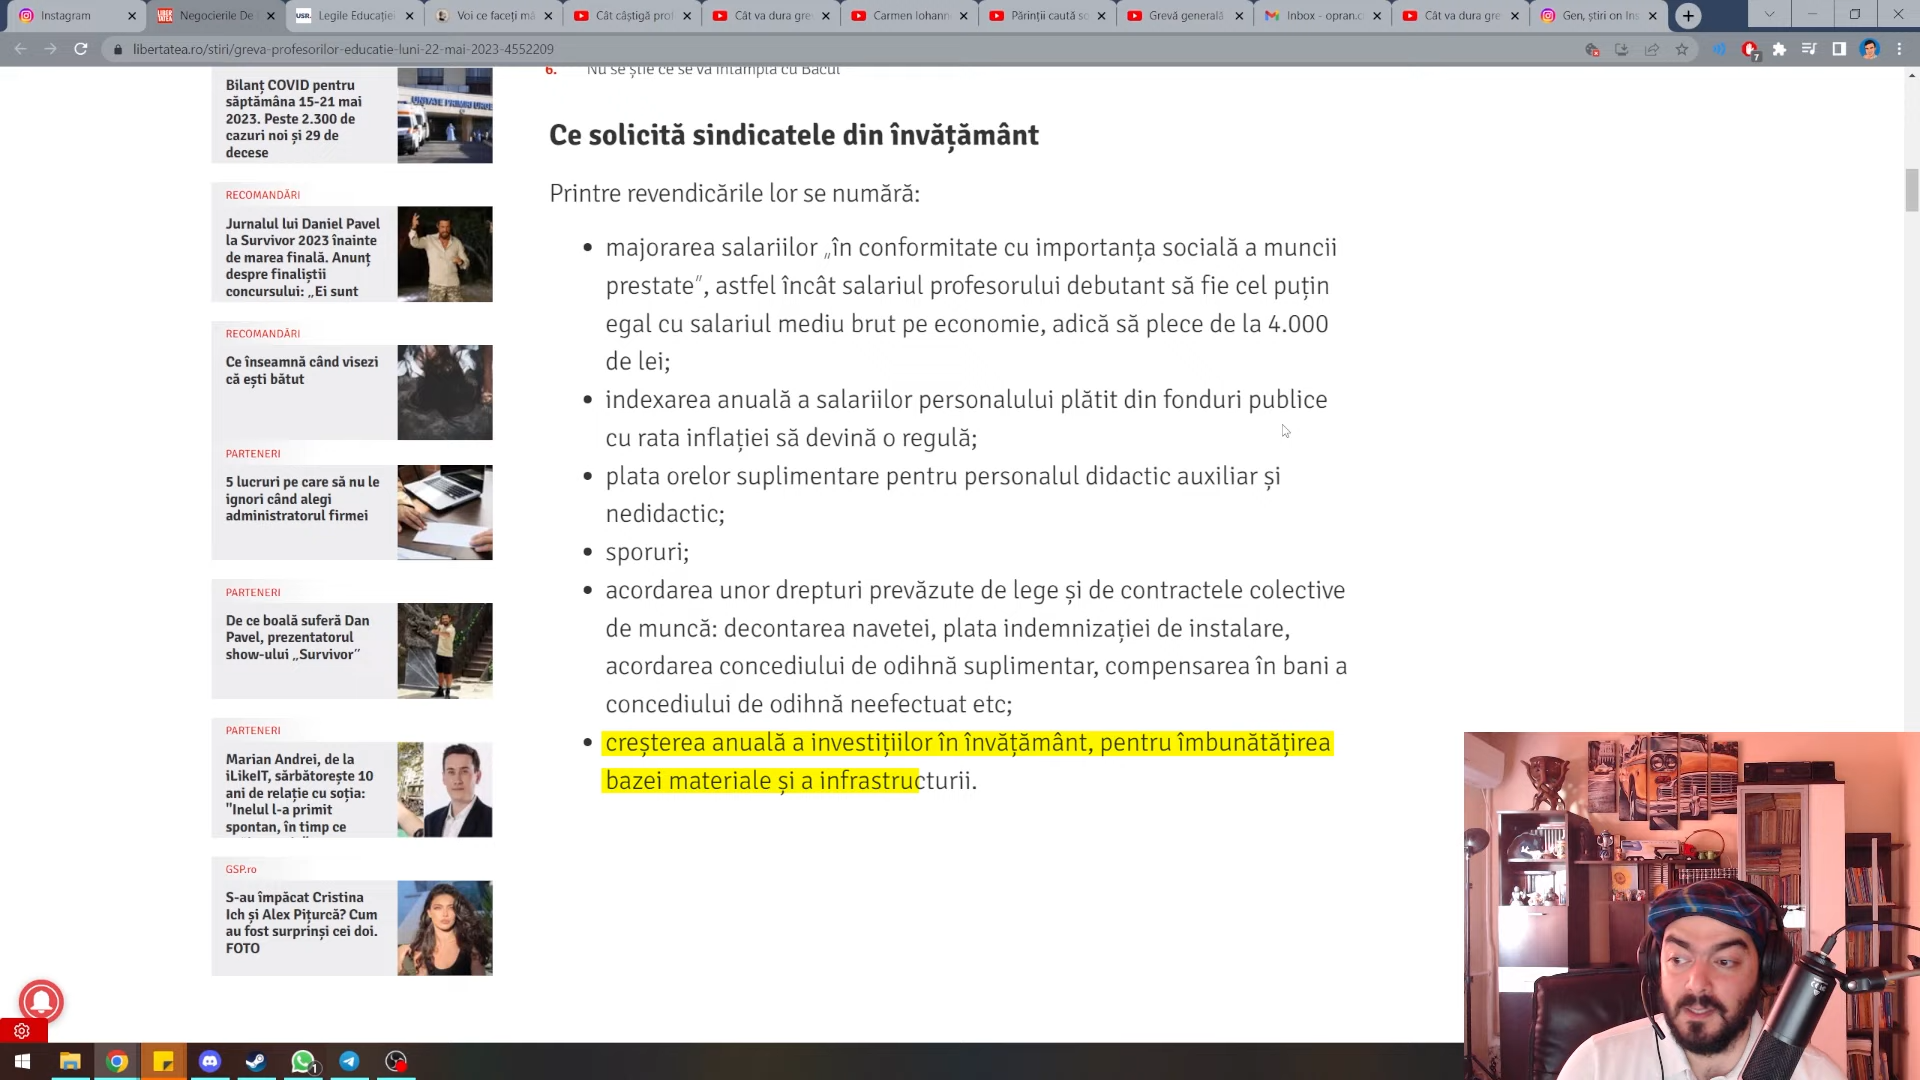 Instagram
Negocierile De
Legile Educației
Voi ce faceți mâ
Cât câștigă prof
Cât va dura gre
Carmen Iohann
Părinții caută so
Grevă generală
Inbox - opran.c
Cât va dura gre
Gen, știri on Ins
libertatea.ro/stiri/greva-profesorilor-educatie-luni-22-mai-2023-4552209
7
6. Nu se știe ce se va întâmpla cu Bacul
Bilanț COVID pentru
săptămâna 15-21 mai
2023. Peste 2.300 de
cazuri noi și 29 de
decese
UNITATE PRIMIRI URGE
RECOMANDĂRI
Jurnalul lui Daniel Pavel
la Survivor 2023 înainte
de marea finală. Anunț
despre finaliștii
concursului: „Ei sunt
RECOMANDĂRI
Ce înseamnă când visezi
că ești bătut
PARTENERI
5 lucruri pe care să nu le
ignori când alegi
administratorul firmei
PARTENERI
De ce boală suferă Dan
Pavel, prezentatorul
show-ului „Survivor”
PARTENERI
Marian Andrei, de la
iLikeIT, sărbătorește 10
ani de relație cu soția:
"Inelul l-a primit
spontan, în timp ce
GSP.ro
S-au împăcat Cristina
Ich și Alex Pițurcă? Cum
au fost surprinși cei doi.
FOTO
Ce solicită sindicatele din învățământ
Printre revendicările lor se numără:
• majorarea salariilor „în conformitate cu importanța socială a muncii
prestate”, astfel încât salariul profesorului debutant să fie cel puțin
egal cu salariul mediu brut pe economie, adică să plece de la 4.000
de lei;
• indexarea anuală a salariilor personalului plătit din fonduri publice
cu rata inflației să devină o regulă;
• plata orelor suplimentare pentru personalul didactic auxiliar și
nedidactic;
• sporuri;
• acordarea unor drepturi prevăzute de lege și de contractele colective
de muncă: decontarea navetei, plata indemnizației de instalare,
acordarea concediului de odihnă suplimentar, compensarea în bani a
concediului de odihnă neefectuat etc;
• creșterea anuală a investițiilor în învățământ, pentru îmbunătățirea
bazei materiale și a infrastructurii.
1